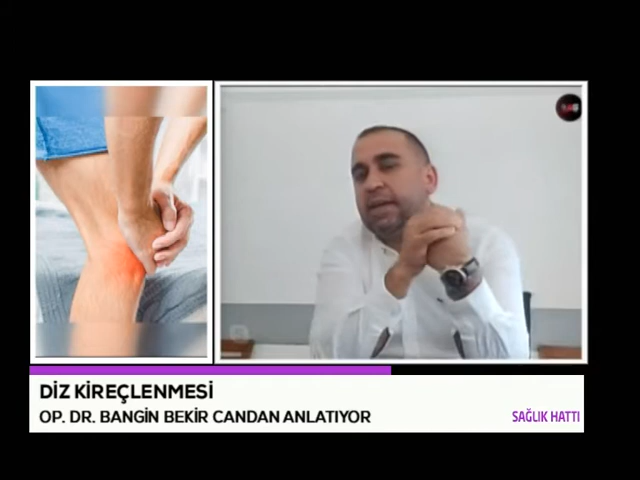 DİZ KİREÇLENMESİ
OP. DR. BANGİN BEKİR CANDAN ANLATIYOR
SAĞLIK HATTI